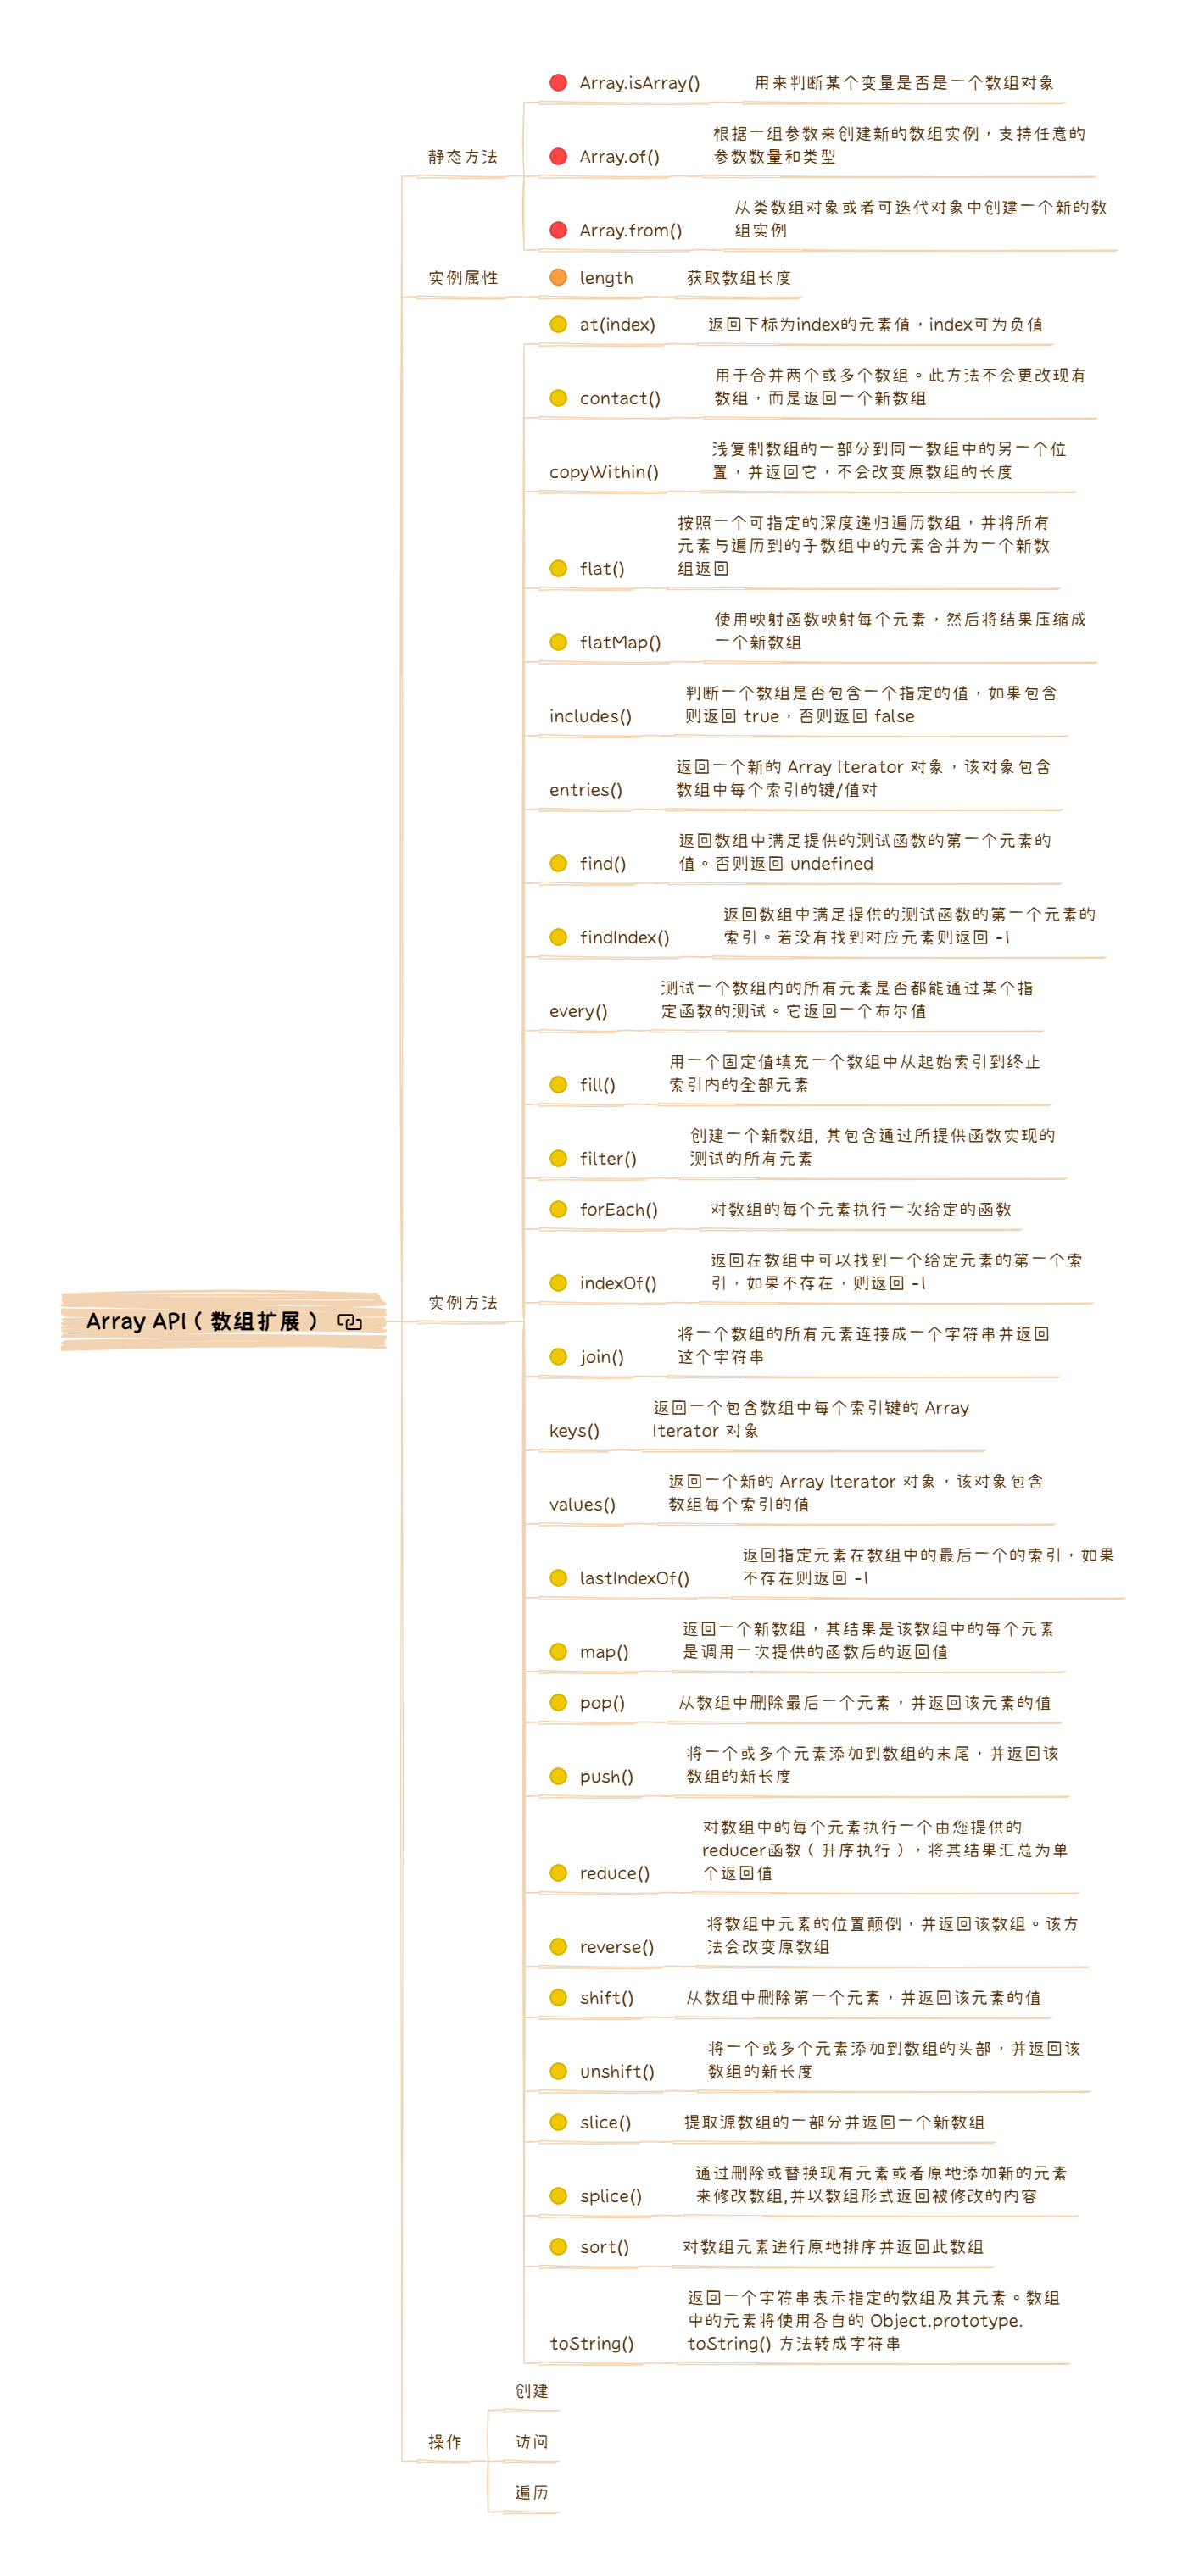 Array.isArray()
用来判断某个变量是否是一个数组对象
静态方法
Array.of()
根据一组参数来创建新的数组实例，支持任意的
参数数量和类型
Array.from()
从类数组对象或者可迭代对象中创建一个新的数
组实例
实例属性
length
获取数组长度
at(index)
返回下标为index的元素值，index可为负值
contact()
用于合并两个或多个数组。此方法不会更改现有
数组，而是返回一个新数组
copyWithin()
浅复制数组的一部分到同一数组中的另一个位
置，并返回它，不会改变原数组的长度
flat()
按照一个可指定的深度递归遍历数组，并将所有
元素与遍历到的子数组中的元素合并为一个新数
组返回
flatMap()
使用映射函数映射每个元素，然后将结果压缩成
一个新数组
includes()
判断一个数组是否包含一个指定的值，如果包含
则返回 true，否则返回 false
entries()
返回一个新的 Array Iterator 对象，该对象包含
数组中每个索引的键/值对
find()
返回数组中满足提供的测试函数的第一个元素的
值。否则返回 undefined
findIndex()
返回数组中满足提供的测试函数的第一个元素的
索引。若没有找到对应元素则返回 -1
every()
测试一个数组内的所有元素是否都能通过某个指
定函数的测试。它返回一个布尔值
fill()
用一个固定值填充一个数组中从起始索引到终止
索引内的全部元素
filter()
创建一个新数组, 其包含通过所提供函数实现的
测试的所有元素
forEach()
对数组的每个元素执行一次给定的函数
Array API（数组扩展）
实例方法
indexOf()
返回在数组中可以找到一个给定元素的第一个索
引，如果不存在，则返回 -1
join()
将一个数组的所有元素连接成一个字符串并返回
这个字符串
keys()
返回一个包含数组中每个索引键的 Array
Iterator 对象
values()
返回一个新的 Array Iterator 对象，该对象包含
数组每个索引的值
lastIndexOf()
返回指定元素在数组中的最后一个的索引，如果
不存在则返回 -1
map()
返回一个新数组，其结果是该数组中的每个元素
是调用一次提供的函数后的返回值
pop()
从数组中删除最后一个元素，并返回该元素的值
push()
将一个或多个元素添加到数组的末尾，并返回该
数组的新长度
reduce()
对数组中的每个元素执行一个由您提供的
reducer函数（升序执行），将其结果汇总为单
个返回值
reverse()
将数组中元素的位置颠倒，并返回该数组。该方
法会改变原数组
shift()
从数组中删除第一个元素，并返回该元素的值
unshift()
将一个或多个元素添加到数组的头部，并返回该
数组的新长度
slice()
提取源数组的一部分并返回一个新数组
splice()
通过删除或替换现有元素或者原地添加新的元素
来修改数组,并以数组形式返回被修改的内容
sort()
对数组元素进行原地排序并返回此数组
toString()
返回一个字符串表示指定的数组及其元素。数组
中的元素将使用各自的 Object.prototype.
toString() 方法转成字符串
操作
创建
访问
遍历